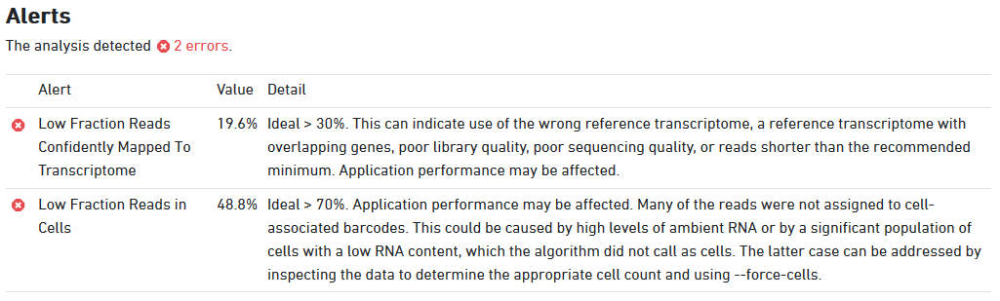 Alerts
The analysis detected 2 errors.
Alert Value Detail
Low Fraction Reads Confidently Mapped To Transcriptome 19.6% Ideal > 30%. This can indicate use of the wrong reference transcriptome, a reference transcriptome with
overlapping genes, poor library quality, poor sequencing quality, or reads shorter than the recommended
minimum. Application performance may be affected.
Low Fraction Reads in Cells 48.8% Ideal > 70%. Application performance may be affected. Many of the reads were not assigned to cell-
associated barcodes. This could be caused by high levels of ambient RNA or by a significant population of
cells with a low RNA content, which the algorithm did not call as cells. The latter case can be addressed by
inspecting the data to determine the appropriate cell count and using --force-cells.